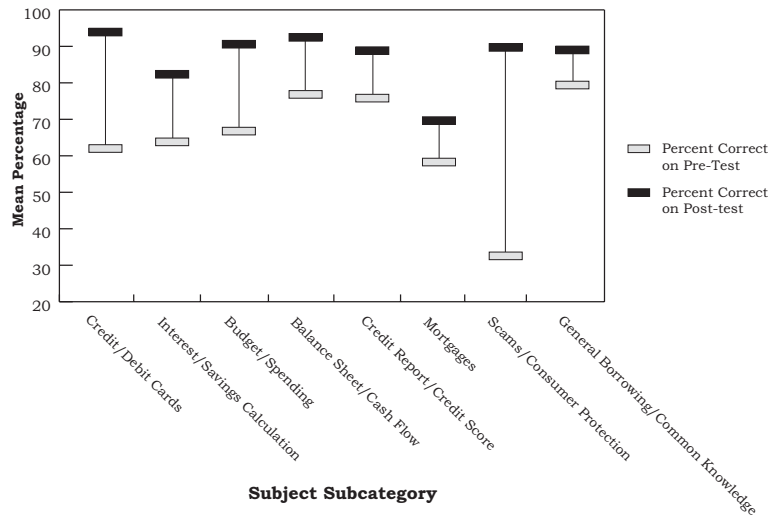 100
90
80
70
60
50
40
30
20
Mean Percentage
Percent Correct
on Pre-Test
Percent Correct
on Post-test
Credit/Debit Cards
Interest/Savings Calculation
Budget/Spending
Balance Sheet/Cash Flow
Credit Report/Credit Score
Mortgages
Scams/Consumer Protection
General Borrowing/Common Knowledge
Subject Subcategory